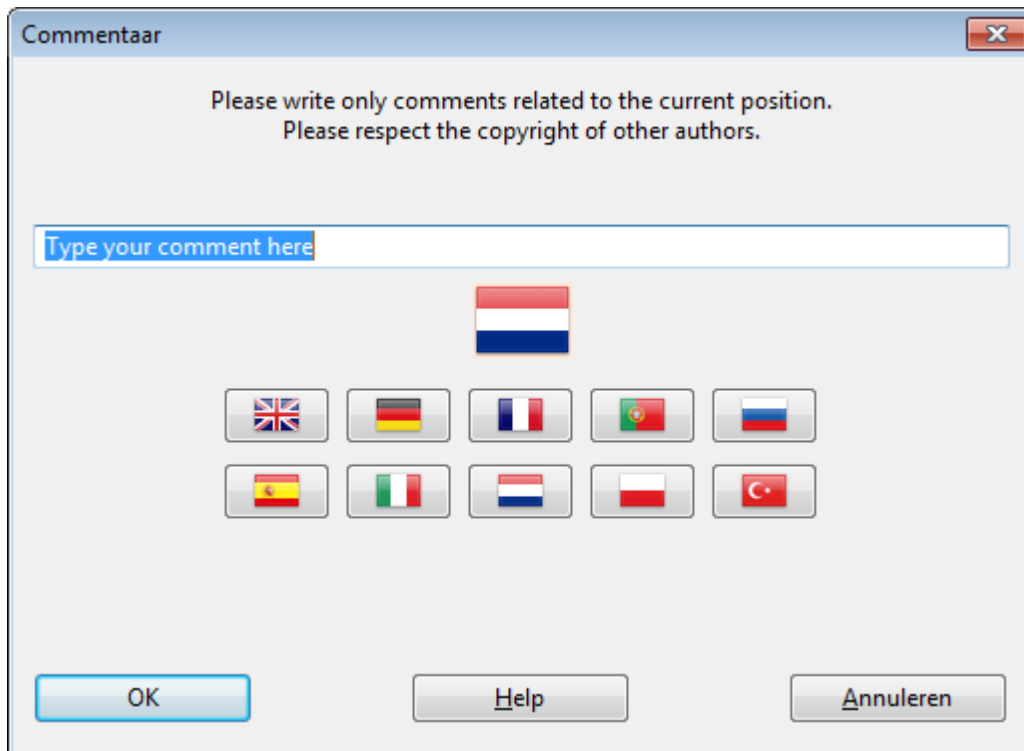 Commentaar
Please write only comments related to the current position.
Please respect the copyright of other authors.
Type your comment here
OK
Help
Annuleren